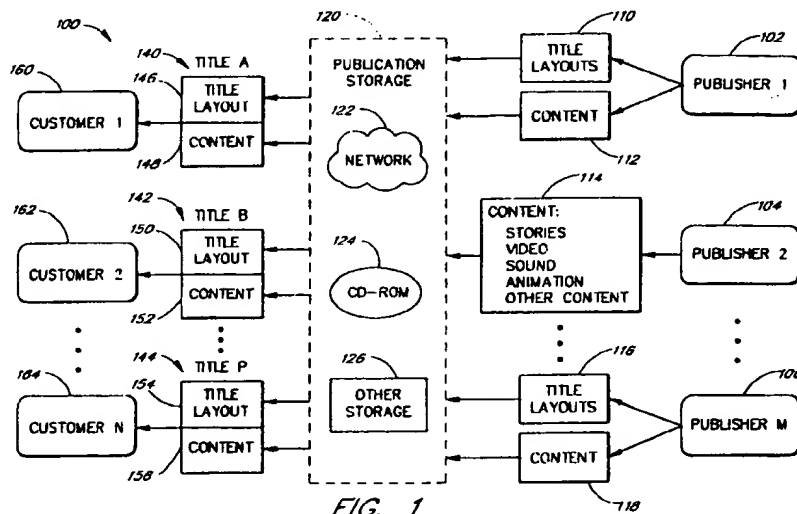 100
160
CUSTOMER 1
140
TITLE A
146
TITLE
LAYOUT
CONTENT
148
162
CUSTOMER 2
142
TITLE B
150
TITLE
LAYOUT
CONTENT
152
164
CUSTOMER N
144
TITLE P
154
TITLE
LAYOUT
CONTENT
156
120
PUBLICATION
STORAGE
122
NETWORK
124
CD-ROM
126
OTHER
STORAGE
110
TITLE
LAYOUTS
102
PUBLISHER 1
CONTENT
112
114
CONTENT:
STORIES
VIDEO
SOUND
ANIMATION
OTHER CONTENT
104
PUBLISHER 2
116
TITLE
LAYOUTS
PUBLISHER M
CONTENT
118
FIG. 1